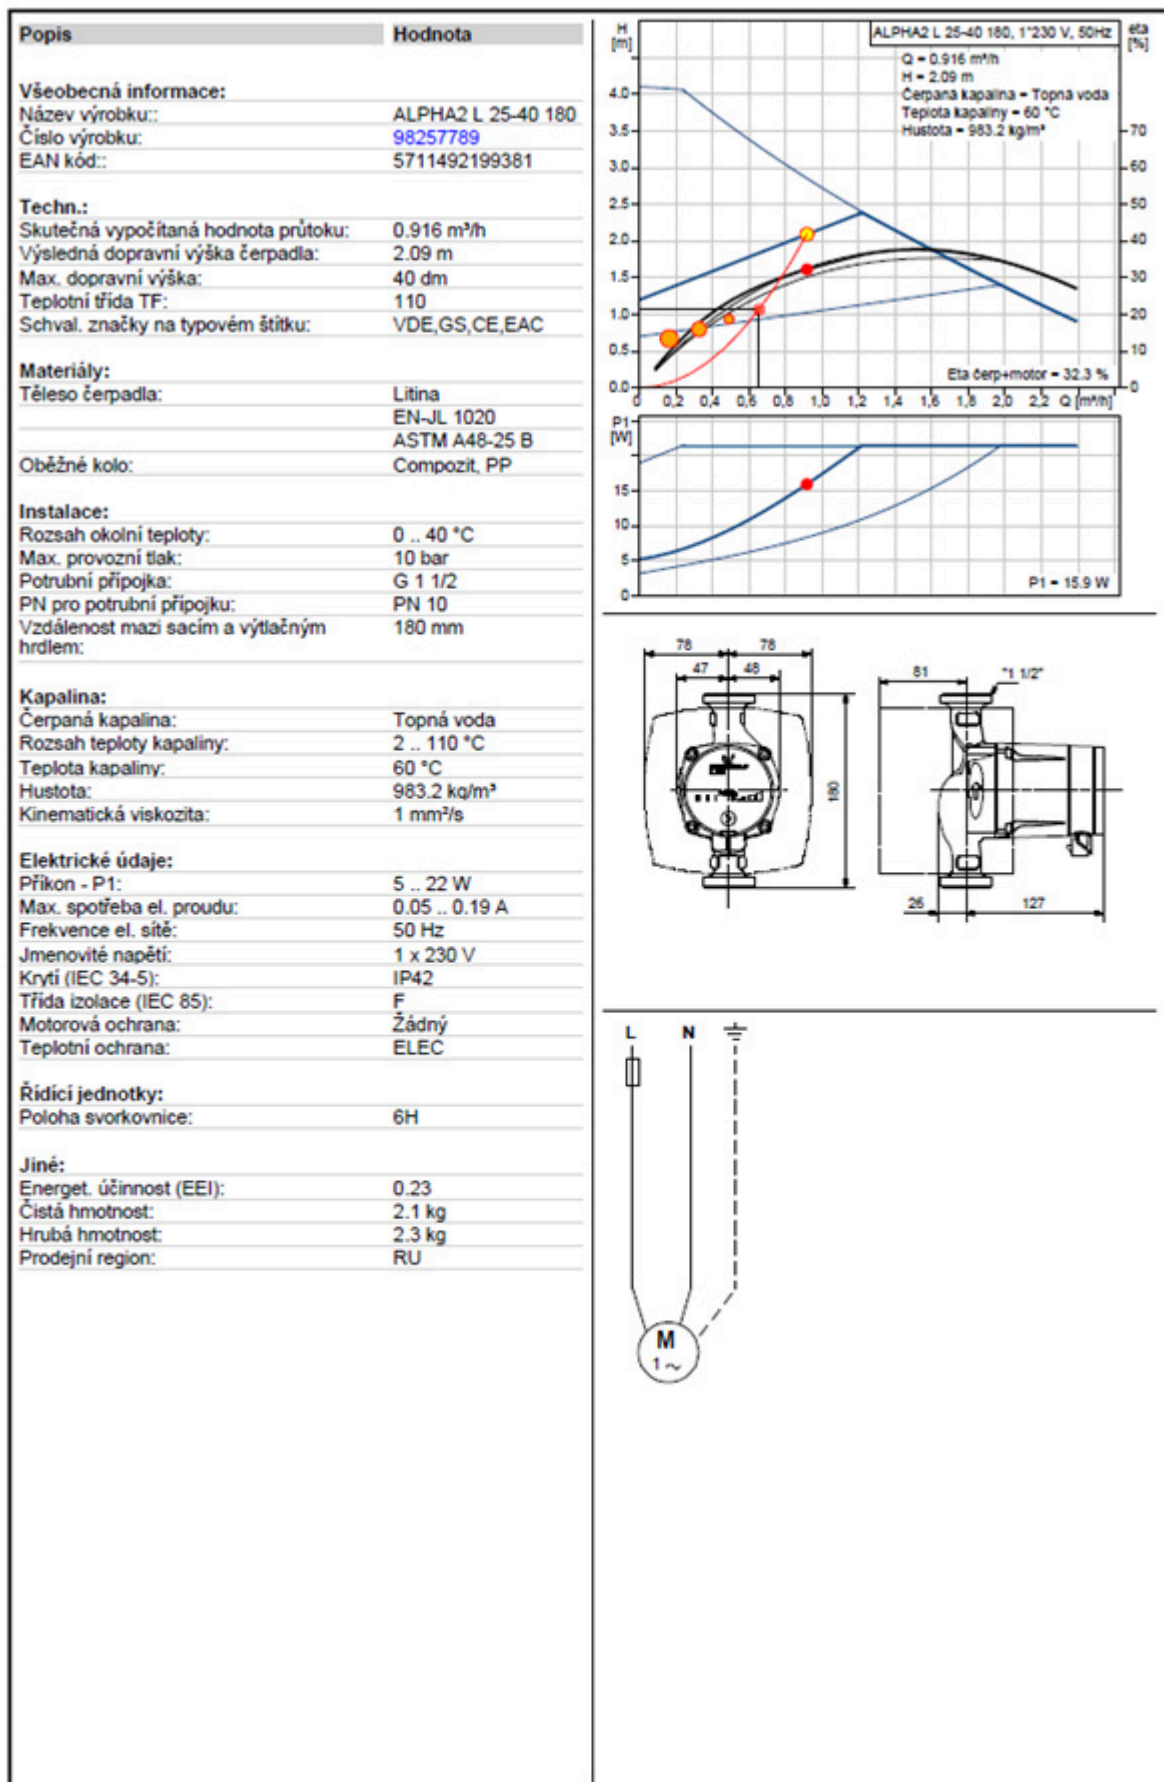 Popis Hodnota
Všeobecná informace:
Název výrobku:: ALPHA2 L 25-40 180
Číslo výrobku: 98257789
EAN kód:: 5711492199381
Techn.:
Skutečná vypočítaná hodnota průtoku: 0.916 m³/h
Výsledná dopravní výška čerpadla: 2.09 m
Max. dopravní výška: 40 dm
Teplotní třída TF: 110
Schval. značky na typovém štítku: VDE,GS,CE,EAC
Materiály:
Těleso čerpadla: Litina
EN-JL 1020
ASTM A48-25 B
Oběžné kolo: Compozit, PP
Instalace:
Rozsah okolní teploty: 0 .. 40 °C
Max. provozní tlak: 10 bar
Potrubní přípojka: G 1 1/2
PN pro potrubní přípojku: PN 10
Vzdálenost mezi sacím a výtlačným 180 mm
hrdlem:
Kapalina:
Čerpaná kapalina: Topná voda
Rozsah teploty kapaliny: 2 .. 110 °C
Teplota kapaliny: 60 °C
Hustota: 983.2 kg/m³
Kinematická viskozita: 1 mm²/s
Elektrické údaje:
Příkon - P1: 5 .. 22 W
Max. spotřeba el. proudu: 0.05 .. 0.19 A
Frekvence el. sítě: 50 Hz
Jmenovité napětí: 1 x 230 V
Krytí (IEC 34-5): IP42
Třída izolace (IEC 85): F
Motorová ochrana: Žádný
Teplotní ochrana: ELEC
Řídící jednotky:
Poloha svorkovnice: 6H
Jiné:
Energet. účinnost (EEI): 0.23
Čistá hmotnost: 2.1 kg
Hrubá hmotnost: 2.3 kg
Prodejní region: RU
H
[m]
ALPHA2 L 25-40 180, 1*230 V, 50Hz
eta
[%]
Q = 0.916 m³/h
H = 2.09 m
Čerpaná kapalina = Topná voda
Teplota kapaliny = 60 °C
Hustota = 983.2 kg/m³
4.0
3.5 70
3.0 60
2.5 50
2.0 40
1.5 30
1.0 20
0.5 10
Eta čerp+motor = 32.3 %
0.0 0
0 0,2 0,4 0,6 0,8 1,0 1,2 1,4 1,6 1,8 2,0 2,2 Q [m³/h]
P1
[W]
15
10
5
0
P1 = 15.9 W
78 78
47 48
180
81 "1 1/2"
26 127
L N
M
1 ~